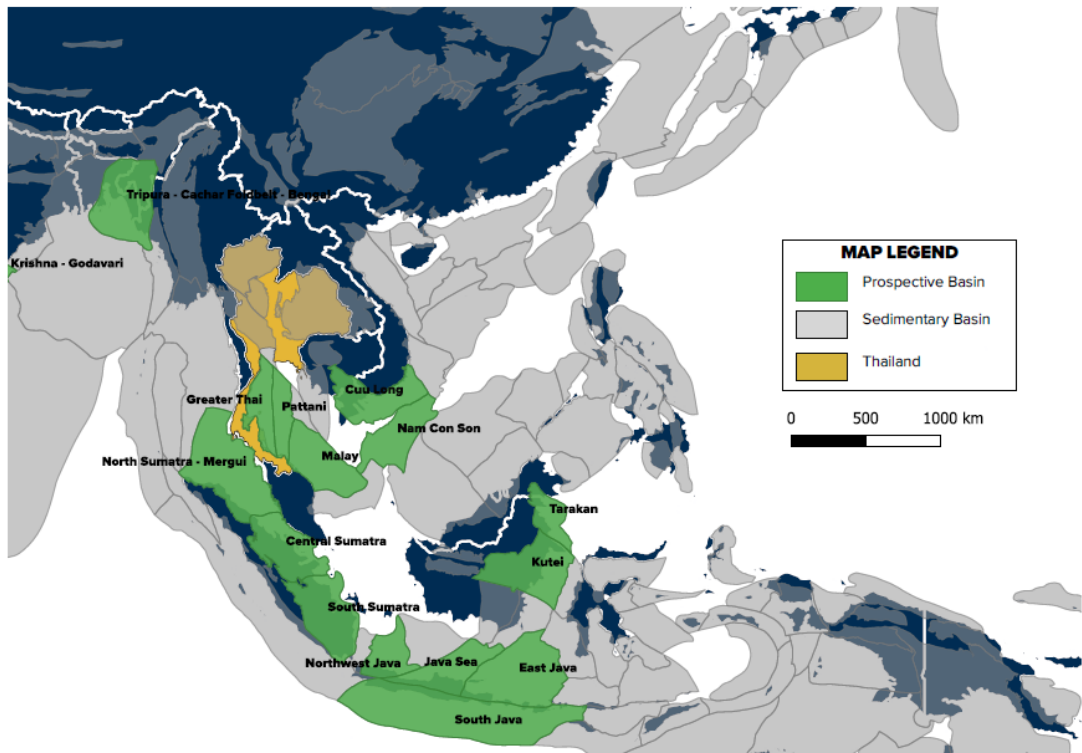 Tripura - Cachar Foldbelt - Bengal
Krishna - Godavari
MAP LEGEND
Prospective Basin
Sedimentary Basin
Thailand
0 500 1000 km
Cuu Long
Greater Thai
Pattani
Nam Con Son
Malay
North Sumatra - Mergui
Tarakan
Central Sumatra
Kutei
South Sumatra
Northwest Java
Java Sea
East Java
South Java